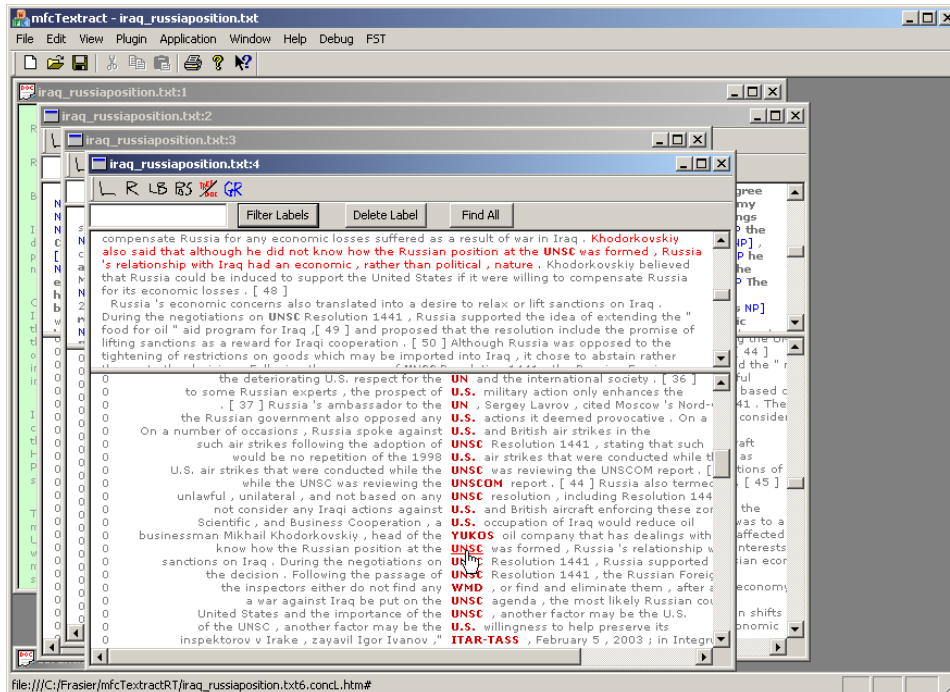 mfcTextract - iraq_russiaposition.txt
File Edit View Plugin Application Window Help Debug FST
iraq_russiaposition.txt:1
iraq_russiaposition.txt:2
iraq_russiaposition.txt:3
iraq_russiaposition.txt:4
L R LB BS GR
Filter Labels Delete Label Find All
compensate Russia for any economic losses suffered as a result of war in Iraq . Khodorkovskiy
also said that although he did not know how the Russian position at the UNSC was formed , Russia
's relationship with Iraq had an economic , rather than political , nature . Khodorkovskiy believed
that Russia could be induced to support the United States if it were willing to compensate Russia
for its economic losses . [ 48 ]
Russia 's economic concerns also translated into a desire to relax or lift sanctions on Iraq .
During the negotiations on UNSC Resolution 1441 , Russia supported the idea of extending the "
food for oil " aid program for Iraq ,[ 49 ] and proposed that the resolution include the promise of
lifting sanctions as a reward for Iraqi cooperation . [ 50 ] Although Russia was opposed to the
tightening of restrictions on goods which may be imported into Iraq , it chose to abstain rather
0 the deteriorating U.S. respect for the UN and the international society . [ 36 ]
0 to some Russian experts , the prospect of U.S. military action only enhances the
0 . [ 37 ] Russia 's ambassador to the UN , Sergey Lavrov , cited Moscow 's Nord-
0 the Russian government also opposed any U.S. actions it deemed provocative . On a
0 On a number of occasions , Russia spoke against U.S. and British air strikes in the
0 such air strikes following the adoption of UNSC Resolution 1441 , stating that such
0 would be no repetition of the 1998 U.S. air strikes that were conducted while the
0 U.S. air strikes that were conducted while the UNSC was reviewing the UNSCOM report . [
0 while the UNSC was reviewing the UNSCOM report . [ 44 ] Russia also termed
0 unlawful , unilateral , and not based on any UNSC resolution , including Resolution 144
0 not consider any Iraqi actions against U.S. and British aircraft enforcing these zon
0 Scientific , and Business Cooperation , a U.S. occupation of Iraq would reduce oil
0 businessman Mikhail Khodorkovskiy , head of the YUKOS oil company that has dealings with
0 know how the Russian position at the UNSC was formed , Russia 's relationship w
0 sanctions on Iraq . During the negotiations on UNSC Resolution 1441 , Russia supported
0 the decision . Following the passage of UNSC Resolution 1441 , the Russian Foreig
0 the inspectors either do not find any WMD , or find and eliminate them , after a
0 a war against Iraq be put on the UNSC agenda , the most likely Russian cou
0 United States and the importance of the UNSC , another factor may be the U.S.
0 of the UNSC , another factor may be the U.S. willingness to help preserve its
0 inspektorov v Irake , zayavil Igor Ivanov ," ITAR-TASS , February 5 , 2003 ; in Integru
file:///C:/Frasier/mfcTextractRT/iraq_russiaposition.txt6.concL.htm#